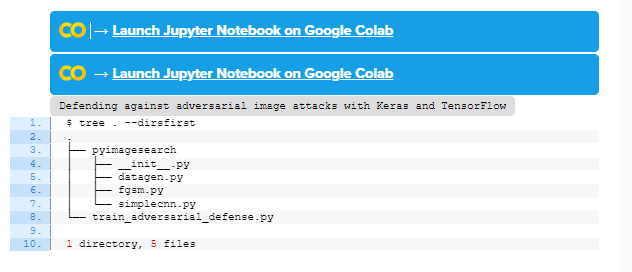 CO → Launch Jupyter Notebook on Google Colab
CO → Launch Jupyter Notebook on Google Colab
Defending against adversarial image attacks with Keras and TensorFlow
1. $ tree . --dirsfirst
2. .
3. ├── pyimagesearch
4. │   ├── __init__.py
5. │   ├── datagen.py
6. │   ├── fgsm.py
7. │   └── simplecnn.py
8. └── train_adversarial_defense.py
9.
10. 1 directory, 5 files